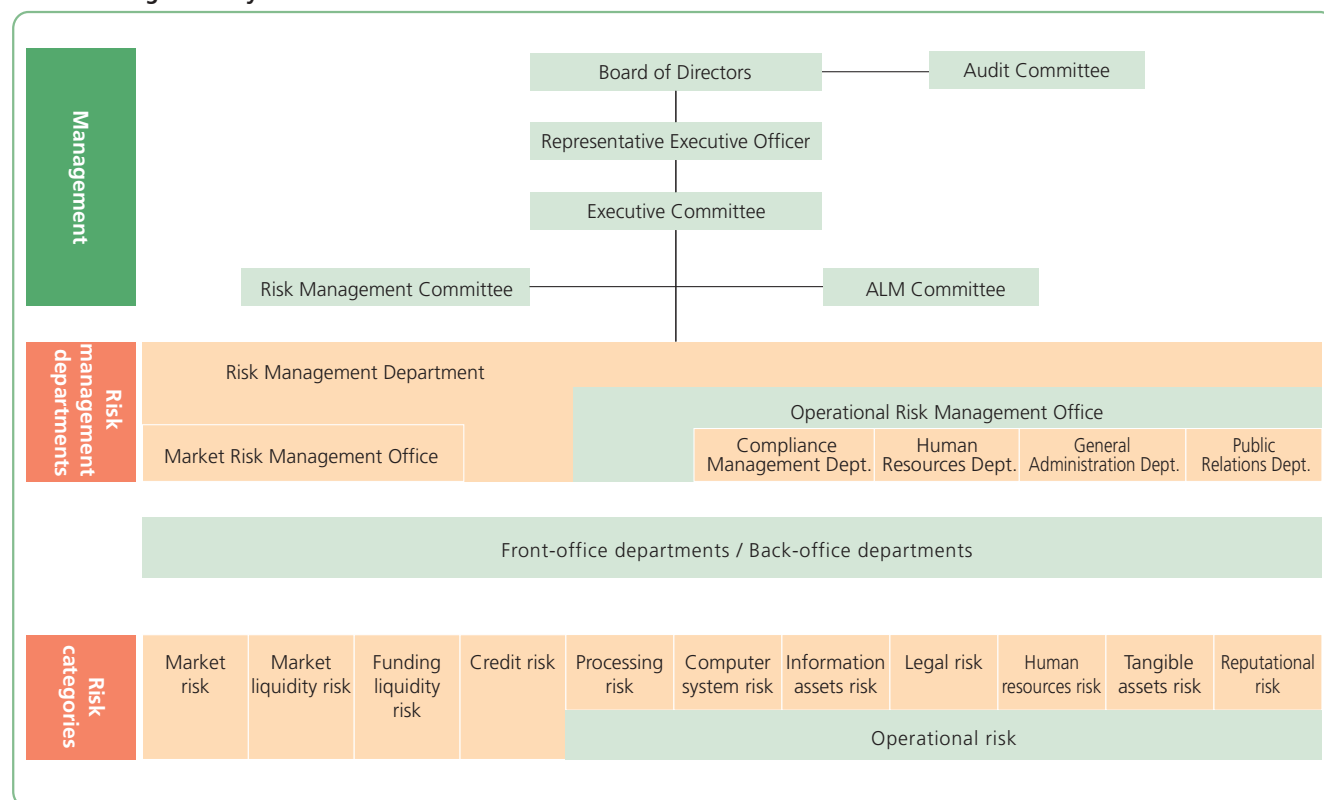 Management
Board of Directors
Audit Committee
Representative Executive Officer
Executive Committee
Risk Management Committee
ALM Committee
Risk
management
departments
Risk Management Department
Operational Risk Management Office
Market Risk Management Office
Compliance
Management Dept.
Human
Resources Dept.
General
Administration Dept.
Public
Relations Dept.
Front-office departments / Back-office departments
Risk
categories
Market
risk
Market
liquidity risk
Funding
liquidity
risk
Credit risk
Processing
risk
Computer
system risk
Information
assets risk
Legal risk
Human
resources risk
Tangible
assets risk
Reputational
risk
Operational risk